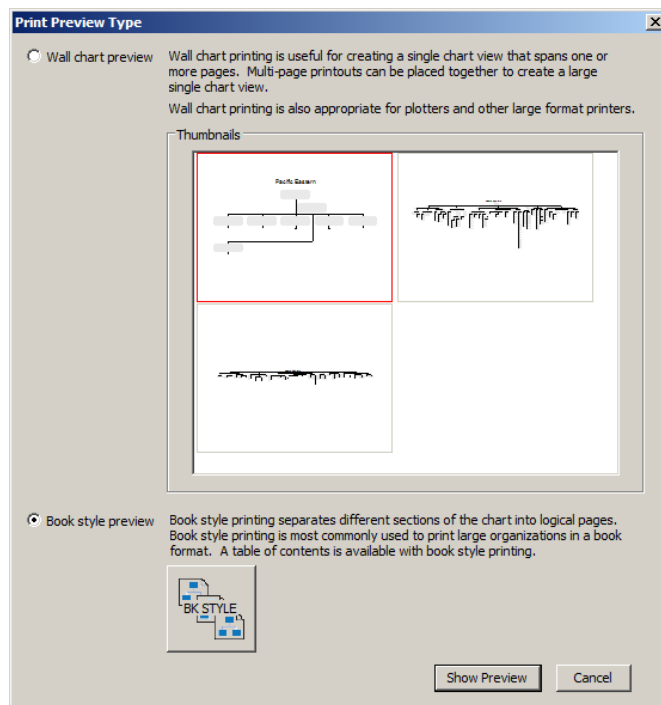 Print Preview Type
Wall chart preview
Wall chart printing is useful for creating a single chart view that spans one or
more pages. Multi-page printouts can be placed together to create a large
single chart view.
Wall chart printing is also appropriate for plotters and other large format printers.
Thumbnails
Pacific Eastern
Book style preview
Book style printing separates different sections of the chart into logical pages.
Book style printing is most commonly used to print large organizations in a book
format. A table of contents is available with book style printing.
BK STYLE
Show Preview
Cancel